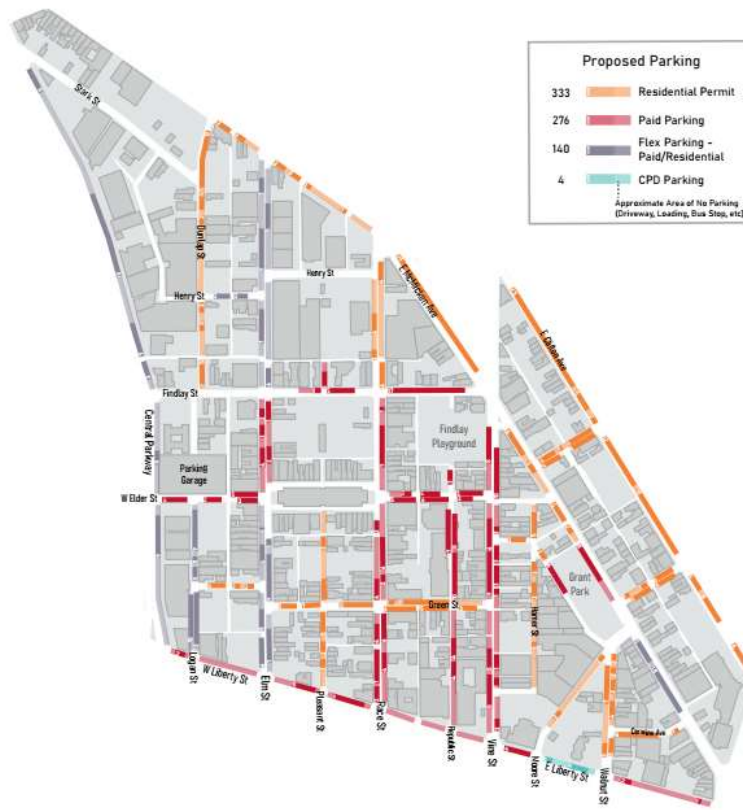 Proposed Parking
333 Residential Permit
276 Paid Parking
140 Flex Parking -
Paid/Residential
4 CPD Parking
Approximate Area of No Parking
(Driveway, Loading, Bus Stop, etc)
Stark St
Dunlap St
Henry St
E McMicken Ave
Henry St
E Clifton Ave
Findlay St
Central Parkway
Findlay
Playground
Parking
Garage
W Elder St
Grant
Park
Green St
Hamer St
Logan St
W Liberty St
Elm St
Pleasant St
Race St
Republic St
Vine St
Moore St
E Liberty St
Walnut St